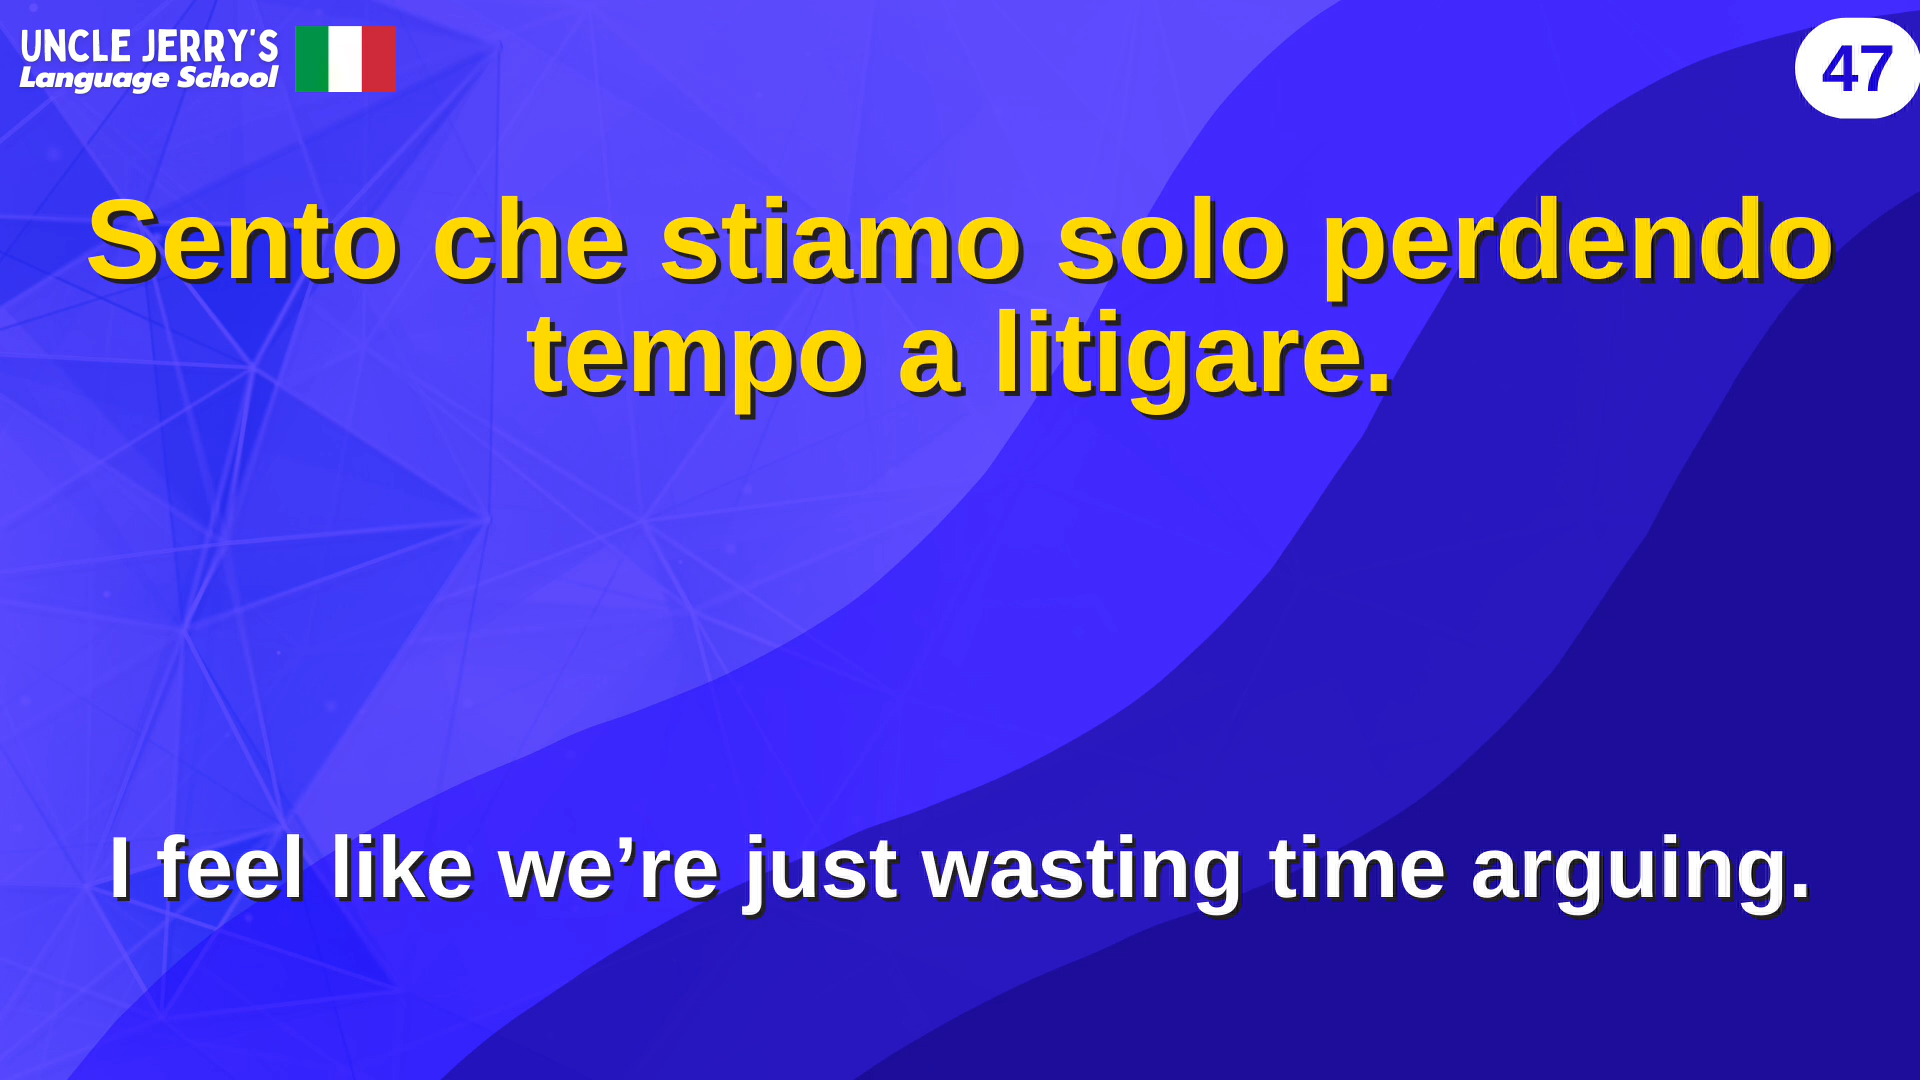 UNCLE JERRY'S
Language School
47
Sento che stiamo solo perdendo
tempo a litigare.
I feel like we’re just wasting time arguing.